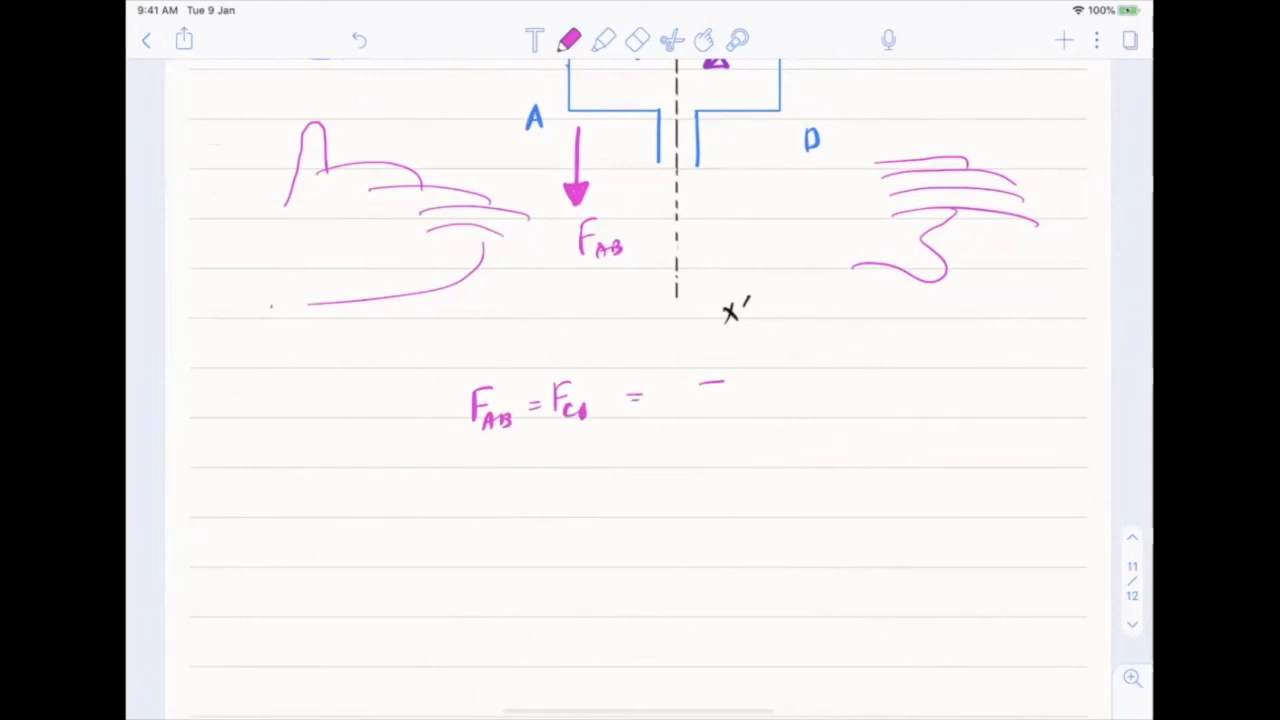 9:41 AM Tue 9 Jan
100%
A
D
F_AB
x'
F_AB = F_CD =
11
/
12